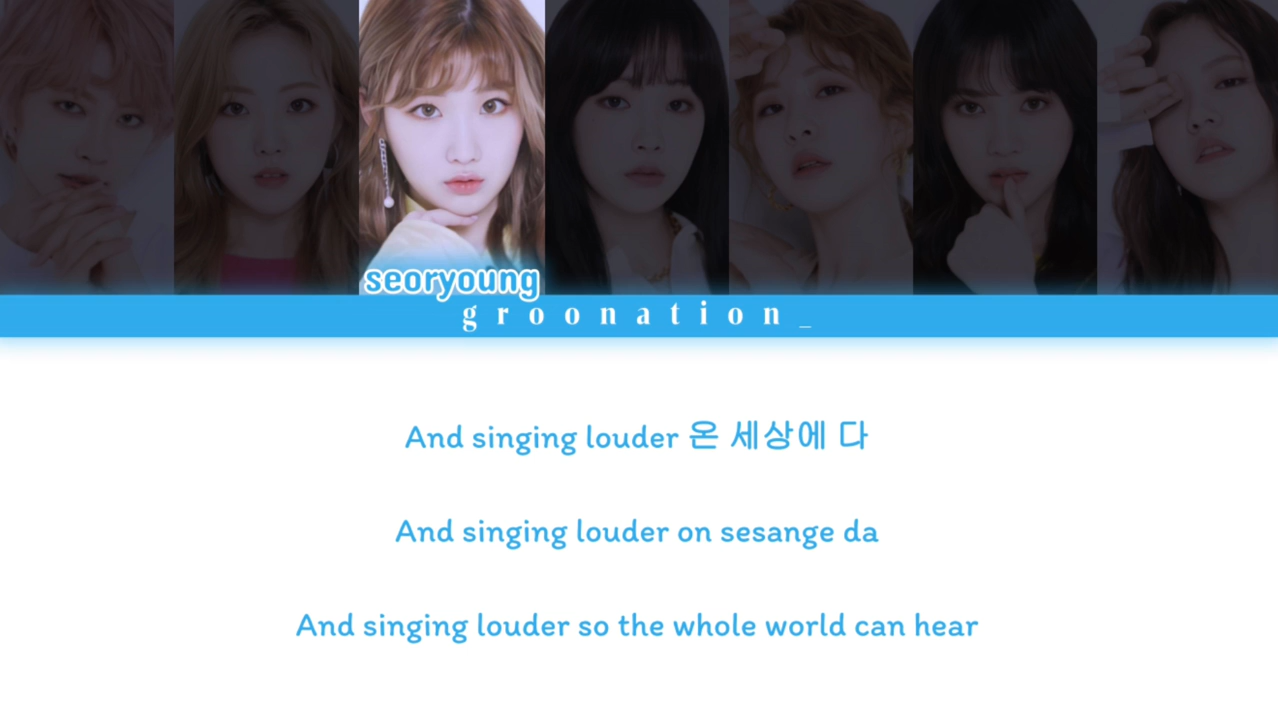 seoryoung
groonation_
And singing louder 온 세상에 다
And singing louder on sesange da
And singing louder so the whole world can hear